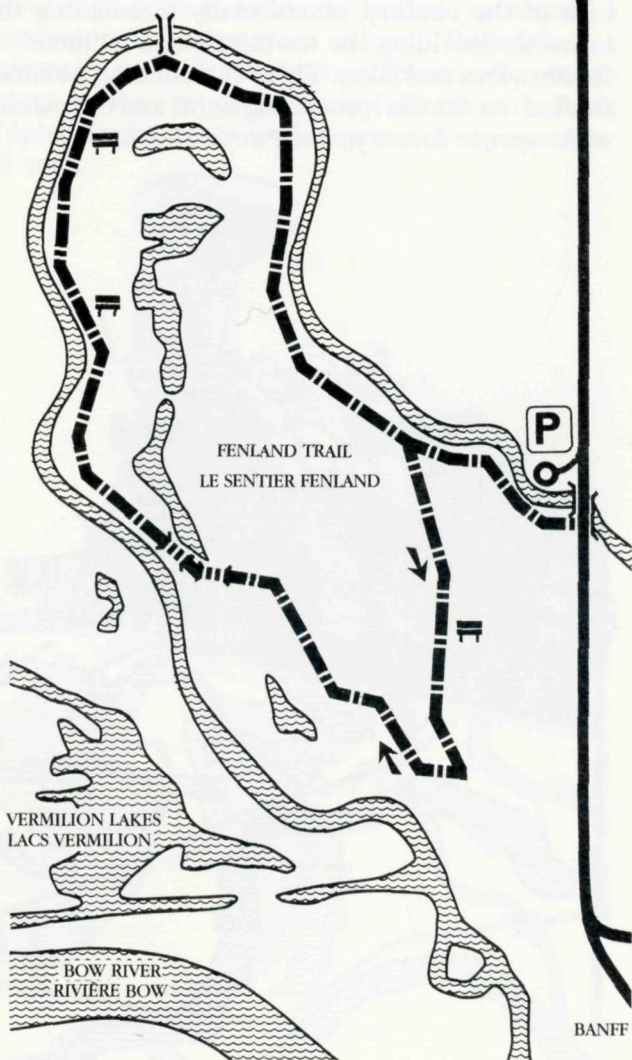 P
FENLAND TRAIL
LE SENTIER FENLAND
VERMILION LAKES
LACS VERMILION
BOW RIVER
RIVIÈRE BOW
BANFF